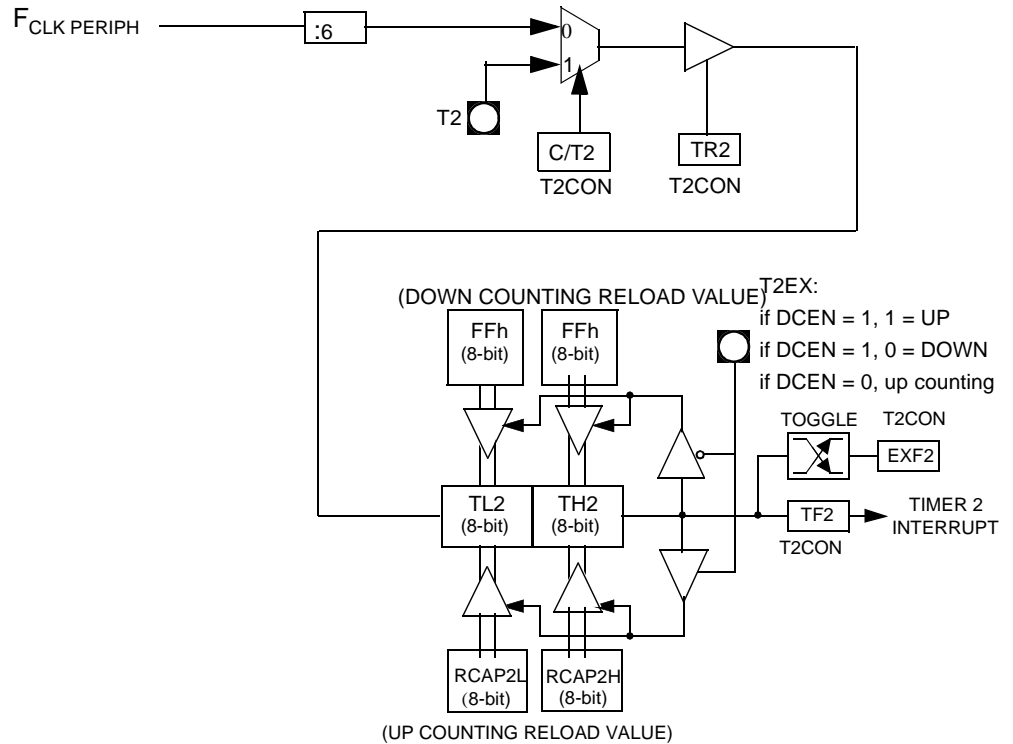 FCLK PERIPH
:6
0
1
T2
C/T2
TR2
T2CON
T2CON
T2EX:
(DOWN COUNTING RELOAD VALUE)
if DCEN = 1, 1 = UP
FFh
(8-bit)
FFh
(8-bit)
if DCEN = 1, 0 = DOWN
if DCEN = 0, up counting
TOGGLE
T2CON
EXF2
TL2
(8-bit)
TH2
(8-bit)
TF2
TIMER 2
INTERRUPT
T2CON
RCAP2L
(8-bit)
RCAP2H
(8-bit)
(UP COUNTING RELOAD VALUE)